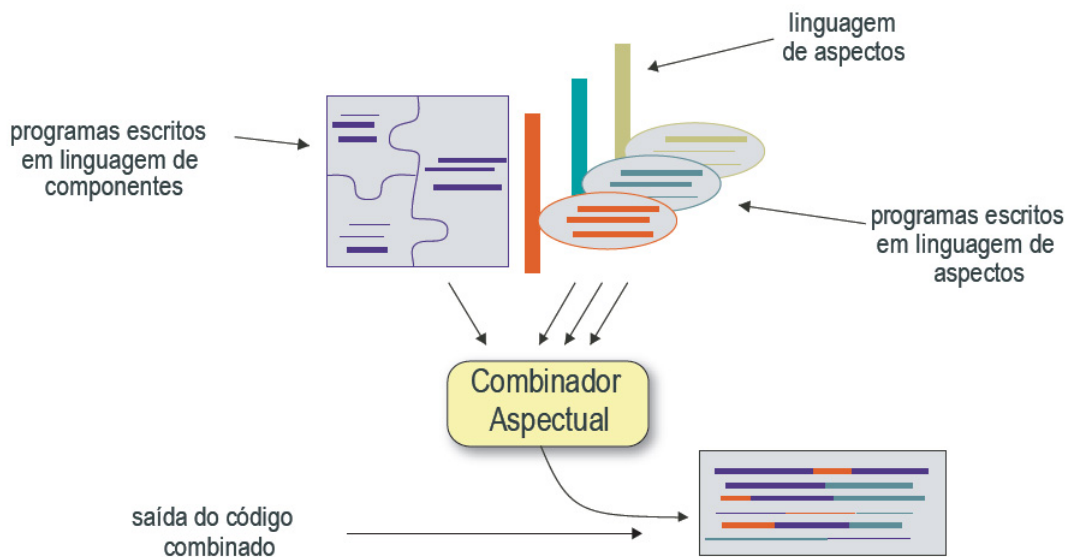 linguagem
de aspectos
programas escritos
em linguagem de
componentes
programas escritos
em linguagem de
aspectos
Combinador
Aspectual
saída do código
combinado